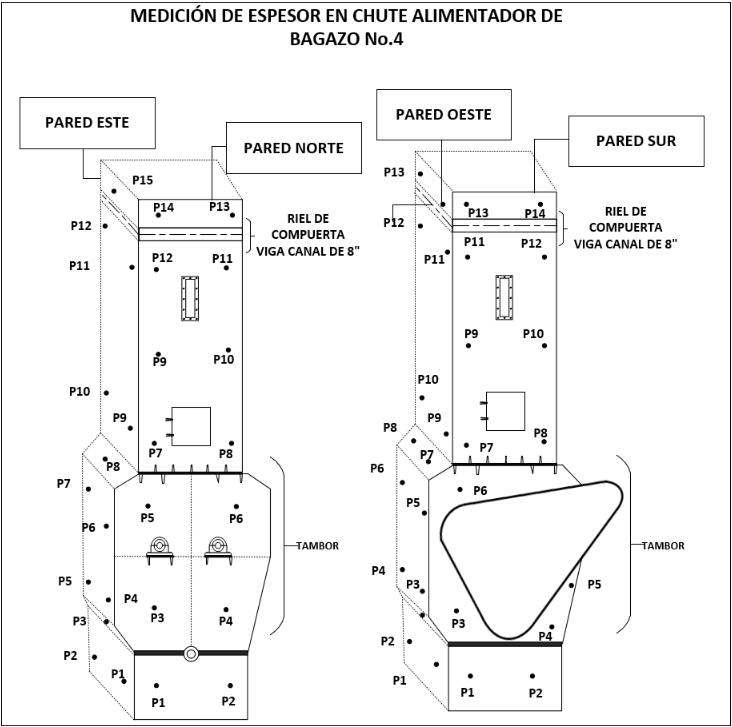 MEDICIÓN DE ESPESOR EN CHUTE ALIMENTADOR DE
BAGAZO No.4
PARED ESTE
PARED NORTE
P15
P14
P13
P12
RIEL DE
COMPUERTA
VIGA CANAL DE 8"
P11
P12
P11
P9
P10
P10
P9
P7
P8
P8
P7
P5
P6
P6
TAMBOR
P5
P4
P3
P4
P3
P2
P1
P1
P2
PARED OESTE
PARED SUR
P13
P13
P14
P12
RIEL DE
COMPUERTA
VIGA CANAL DE 8"
P11
P11
P12
P9
P10
P10
P9
P8
P8
P7
P7
P6
P6
P5
TAMBOR
P4
P3
P5
P3
P4
P2
P1
P1
P2